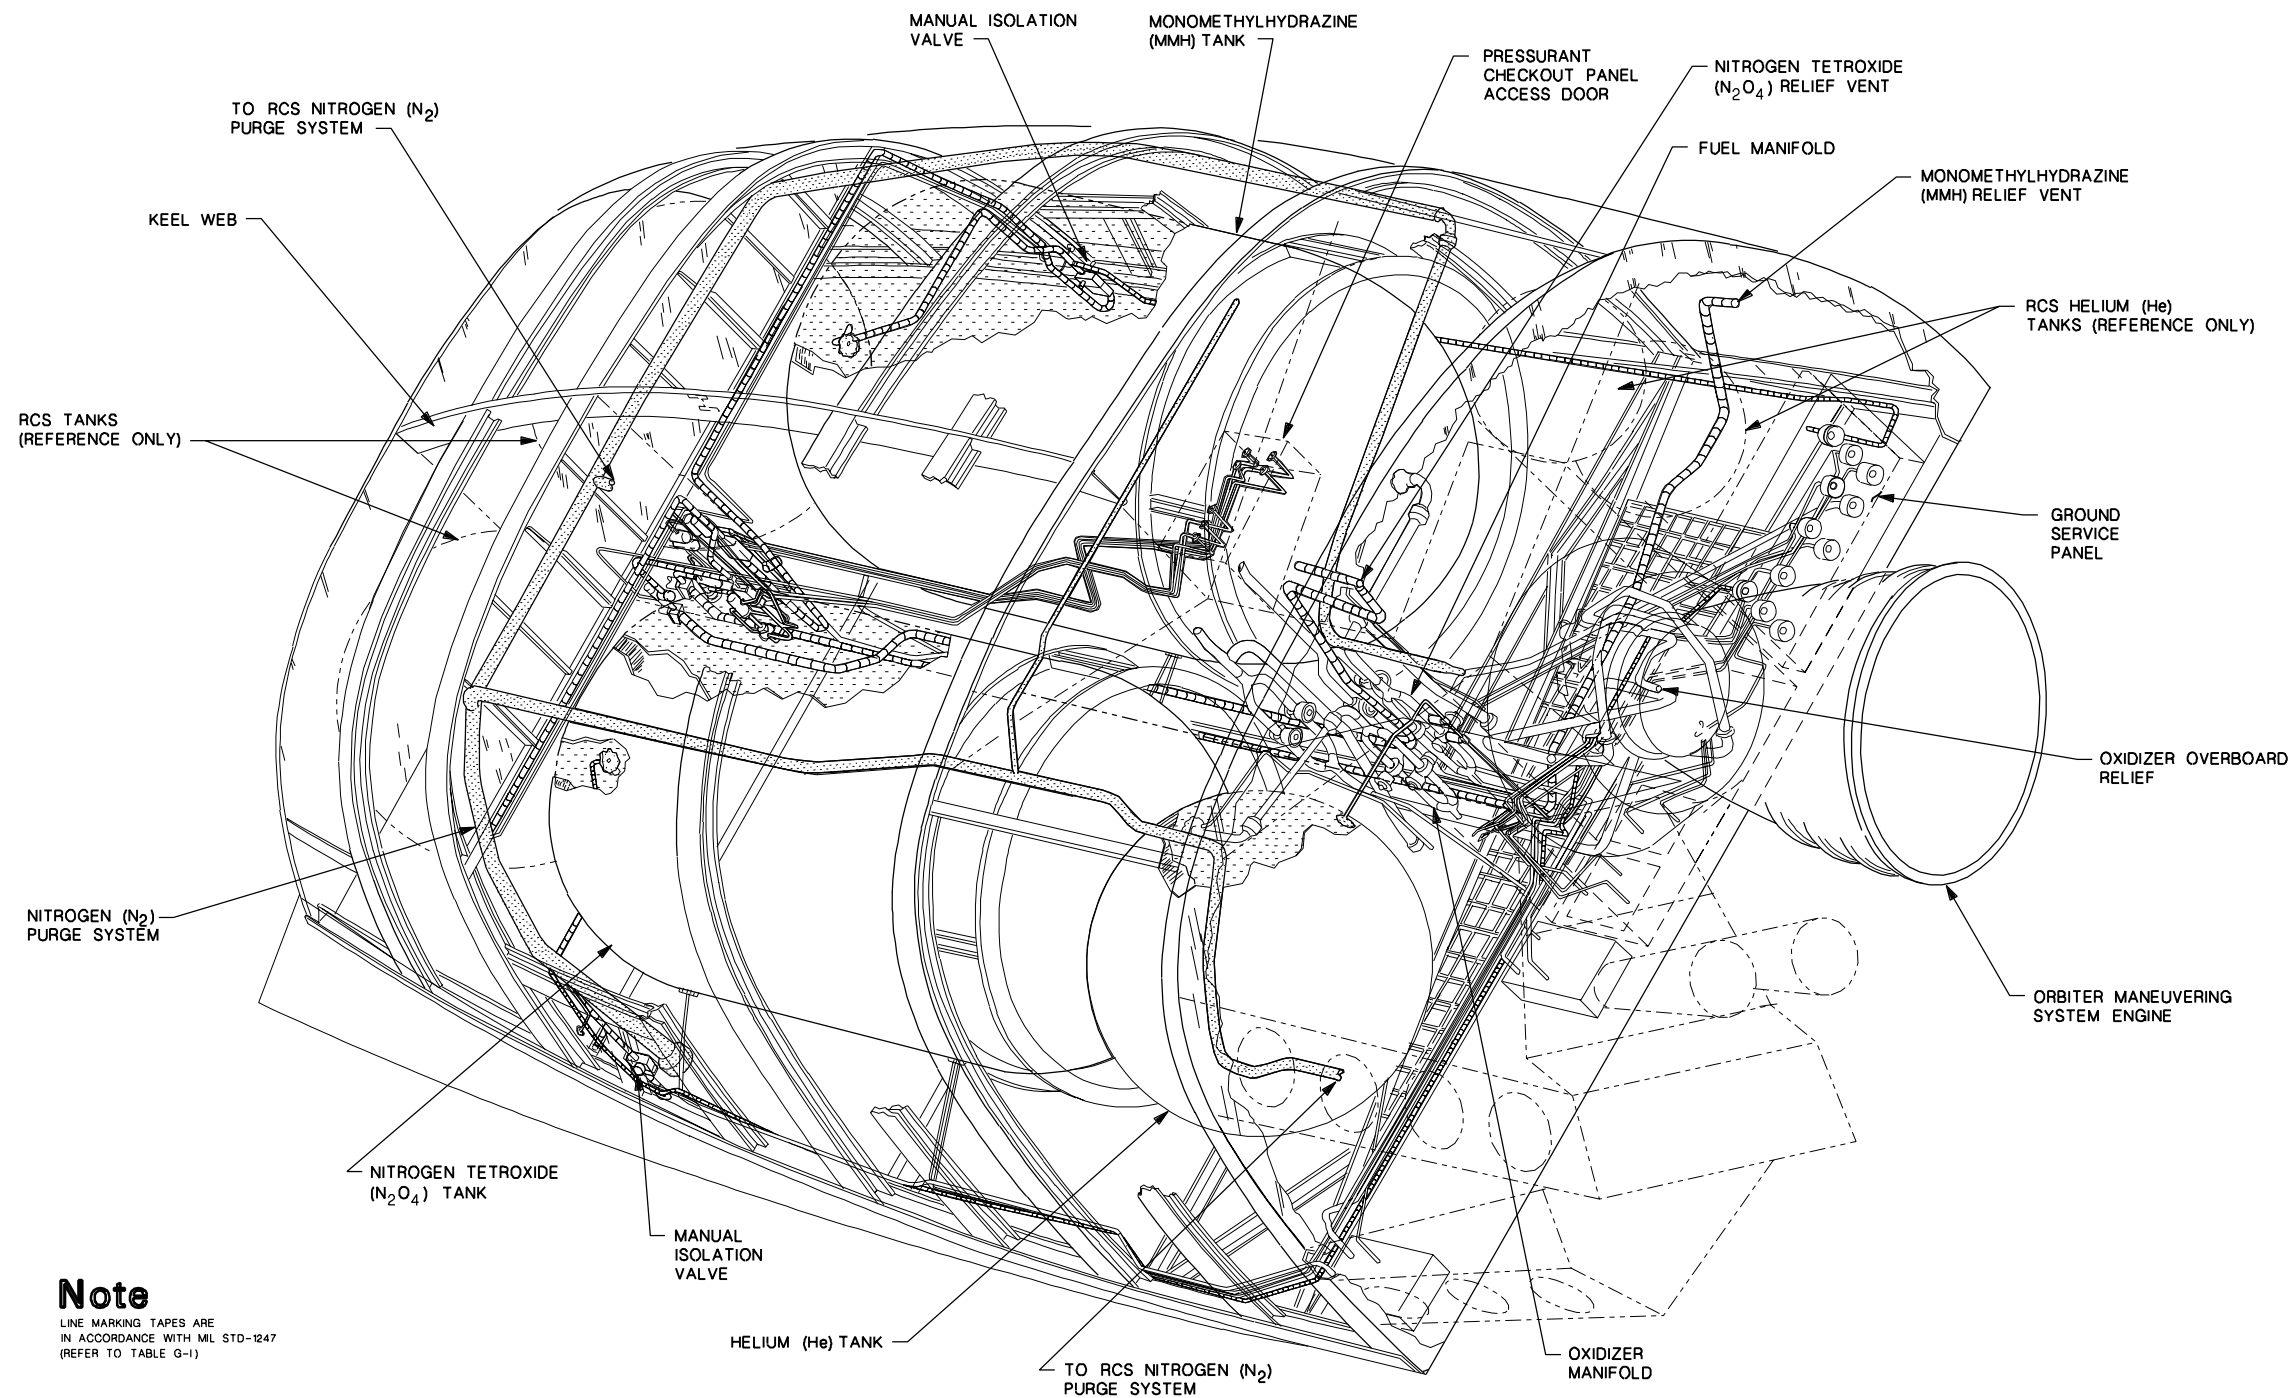 MANUAL ISOLATION
VALVE
MONOMETHYLHYDRAZINE
(MMH) TANK
PRESSURANT
CHECKOUT PANEL
ACCESS DOOR
NITROGEN TETROXIDE
(N₂O₄) RELIEF VENT
TO RCS NITROGEN (N₂)
PURGE SYSTEM
FUEL MANIFOLD
MONOMETHYLHYDRAZINE
(MMH) RELIEF VENT
KEEL WEB
RCS HELIUM (He)
TANKS (REFERENCE ONLY)
RCS TANKS
(REFERENCE ONLY)
GROUND
SERVICE
PANEL
OXIDIZER OVERBOARD
RELIEF
NITROGEN (N₂)
PURGE SYSTEM
ORBITER MANEUVERING
SYSTEM ENGINE
NITROGEN TETROXIDE
(N₂O₄) TANK
MANUAL
ISOLATION
VALVE
Note
LINE MARKING TAPES ARE
IN ACCORDANCE WITH MIL STD-1247
(REFER TO TABLE G-I)
HELIUM (He) TANK
TO RCS NITROGEN (N₂)
PURGE SYSTEM
OXIDIZER
MANIFOLD